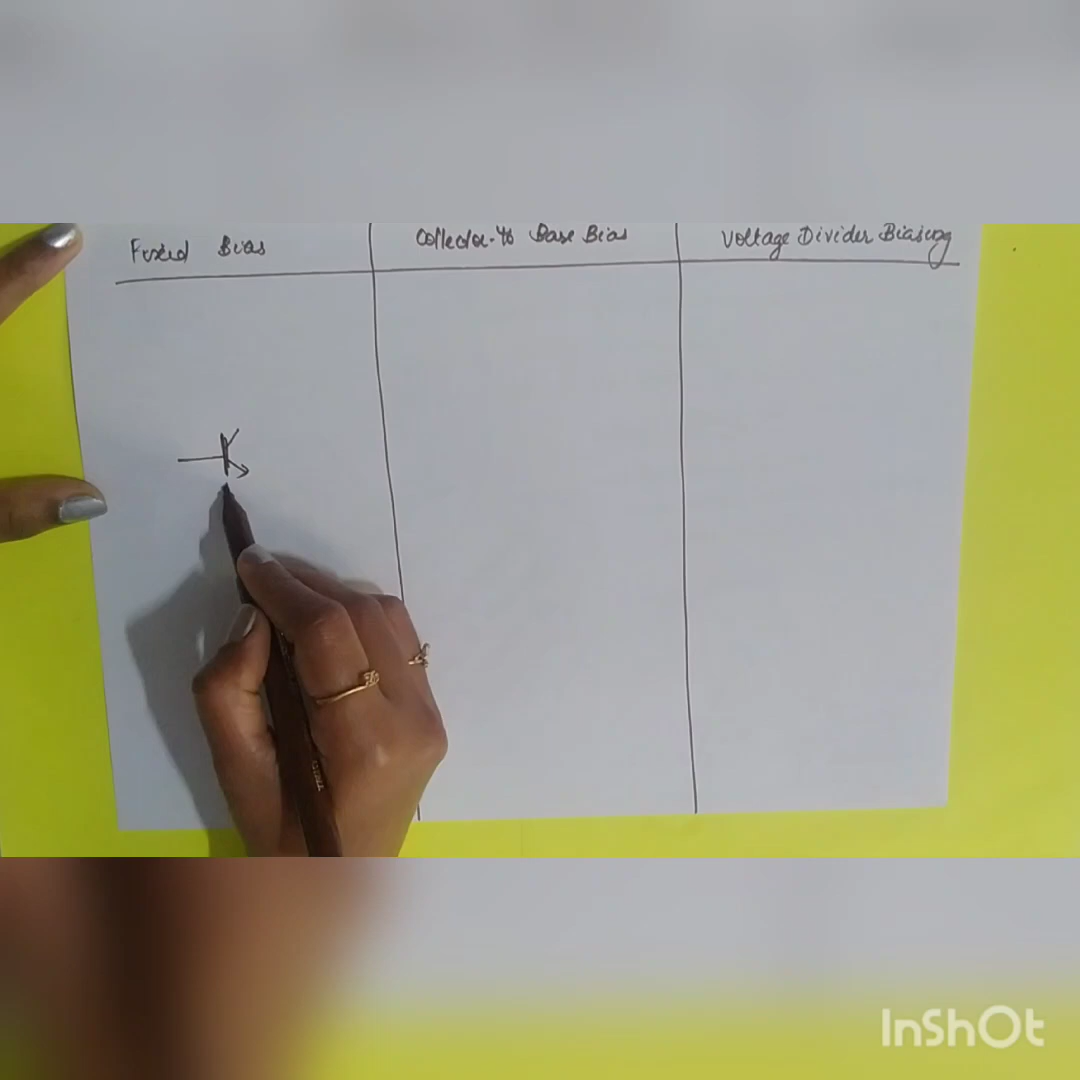 Fixed Bias
Collector-to Base Bias
Voltage Divider Biasing
InShOt